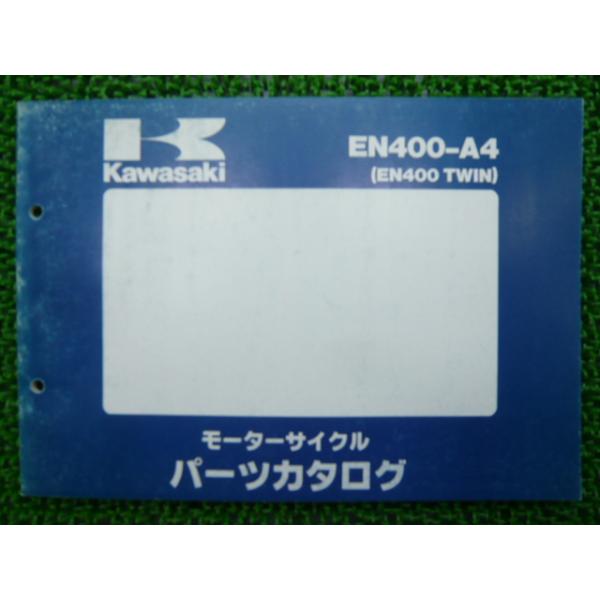 Kawasaki
EN400-A4
(EN400 TWIN)
モーターサイクル
パーツカタログ